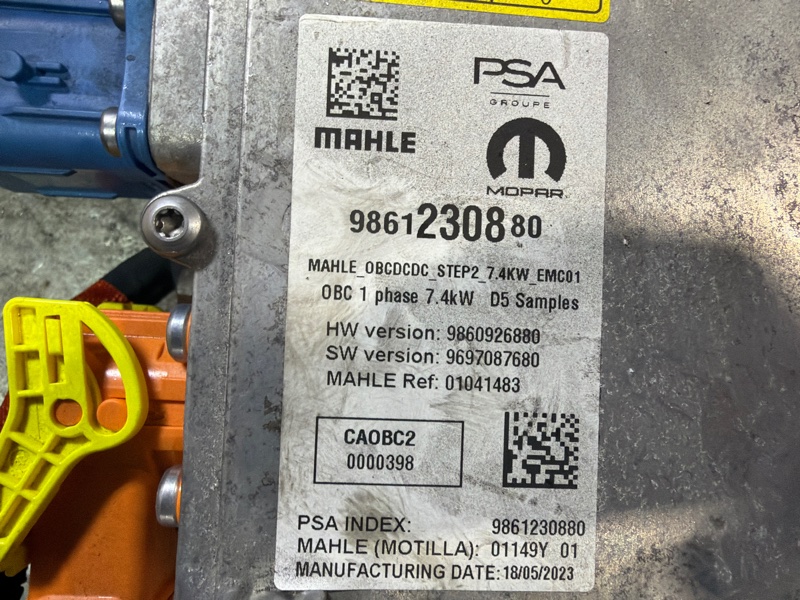 PSA
GROUPE
MAHLE
MOPAR
9861230880
MAHLE_OBCDCDC_STEP2_7.4KW_EMC01
OBC 1 phase 7.4kW D5 Samples
HW version: 9860926880
SW version: 9697087680
MAHLE Ref: 01041483
CAOBC2
0000398
PSA INDEX: 9861230880
MAHLE (MOTILLA): 01149Y 01
MANUFACTURING DATE: 18/05/2023